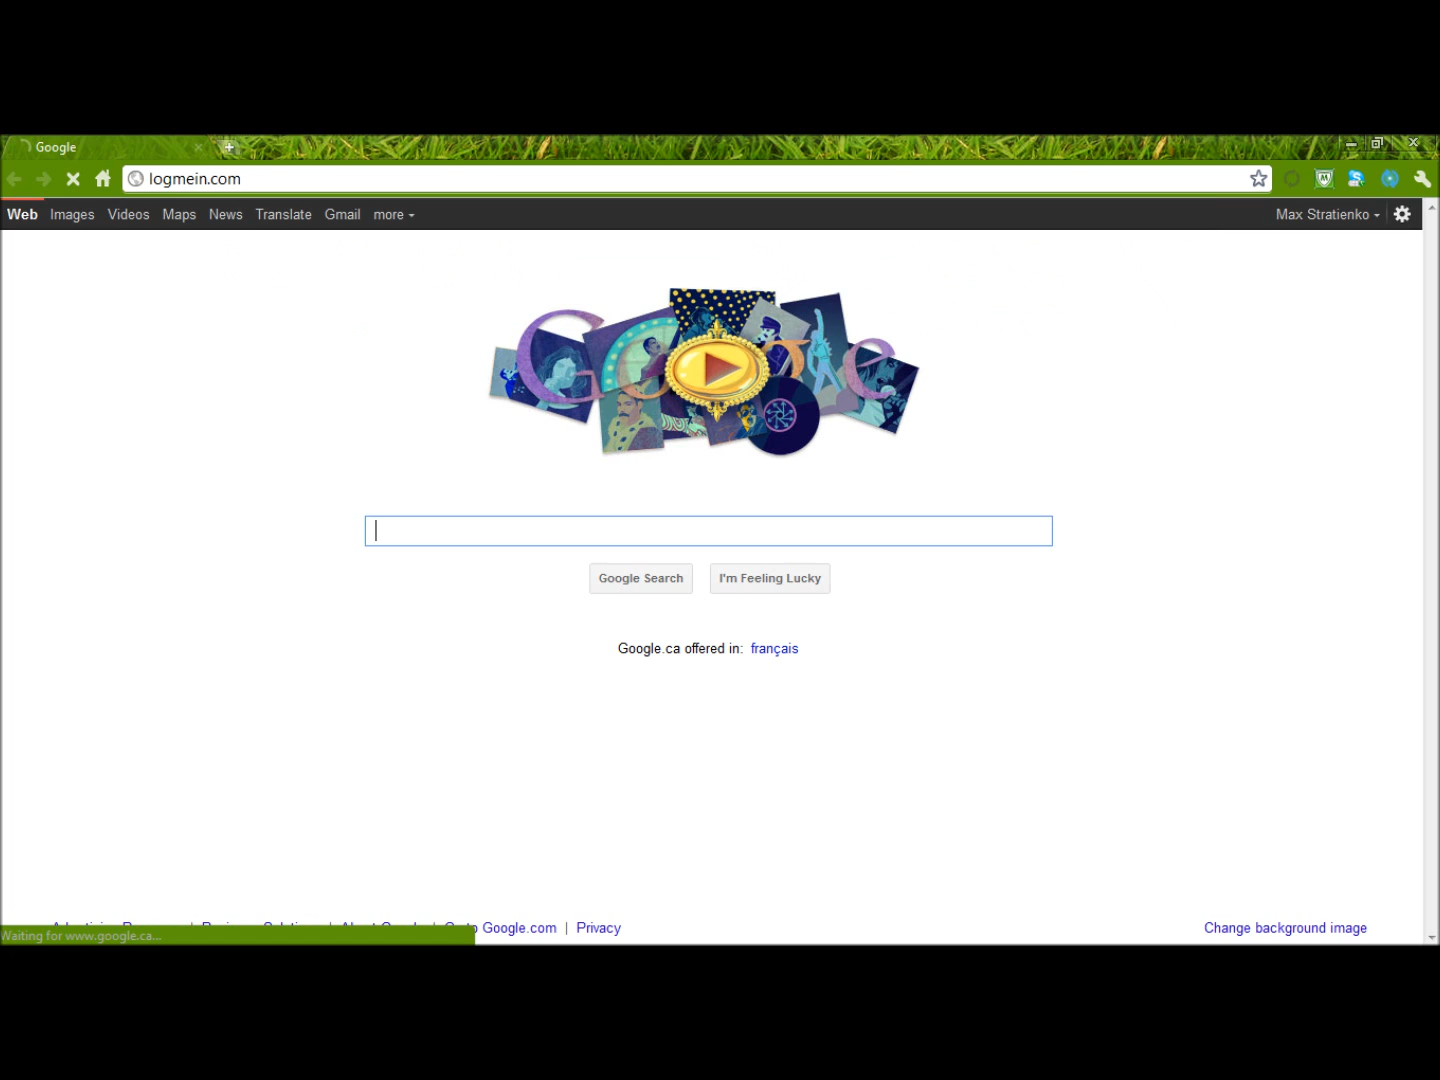 Google
logmein.com
Web Images Videos Maps News Translate Gmail more
Max Stratienko
Google
Google Search I'm Feeling Lucky
Google.ca offered in: français
Google.com | Privacy
Change background image
Waiting for www.google.ca...